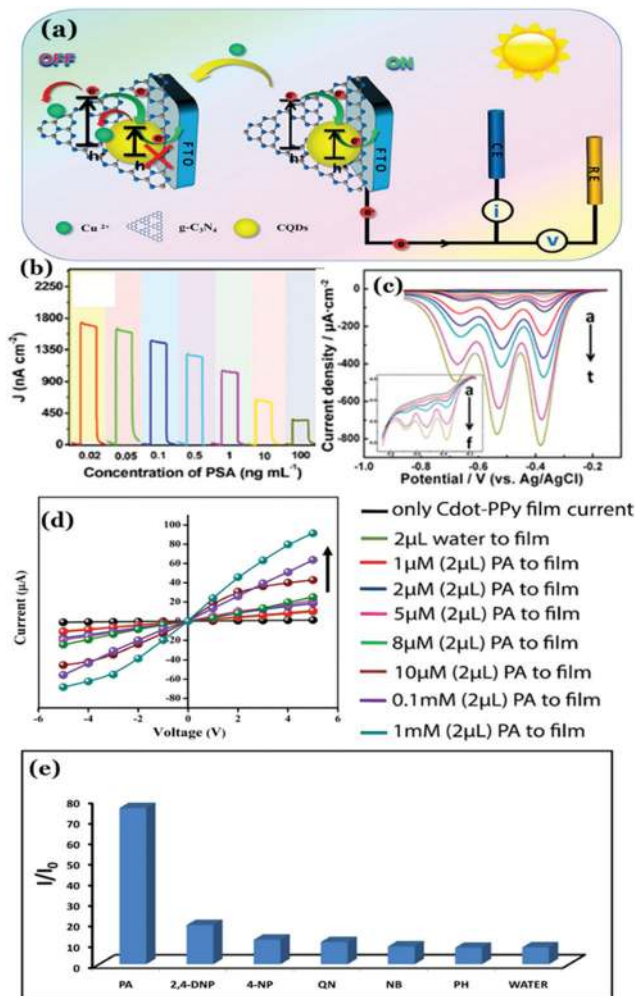 (a)
OFF
Cu²⁺
ON
e
e
e
e
h⁺
h
FTO
h⁺
h
FTO
CE
RE
i
V
e
e
Cu ²⁺
g-C₃N₄
CQDs
(b)
2250
1800
1350
900
450
0
J (nA cm⁻²)
0.02
0.05
0.1
0.5
1
10
100
Concentration of PSA (ng mL⁻¹)
(c)
0
-200
-400
-600
-800
Current density / μA·cm⁻²
a
t
a
f
-0.8
-0.6
-0.4
-0.2
Potential / V (vs. Ag/AgCl)
(d)
100
80
60
40
20
0
-20
-40
-60
-80
Current (μA)
-6
-4
-2
0
2
4
6
Voltage (V)
only Cdot-PPy film current
2μL water to film
1μM (2μL) PA to film
2μM (2μL) PA to film
5μM (2μL) PA to film
8μM (2μL) PA to film
10μM (2μL) PA to film
0.1mM (2μL) PA to film
1mM (2μL) PA to film
(e)
80
70
60
50
40
30
20
10
0
I/I₀
PA
2,4-DNP
4-NP
QN
NB
PH
WATER